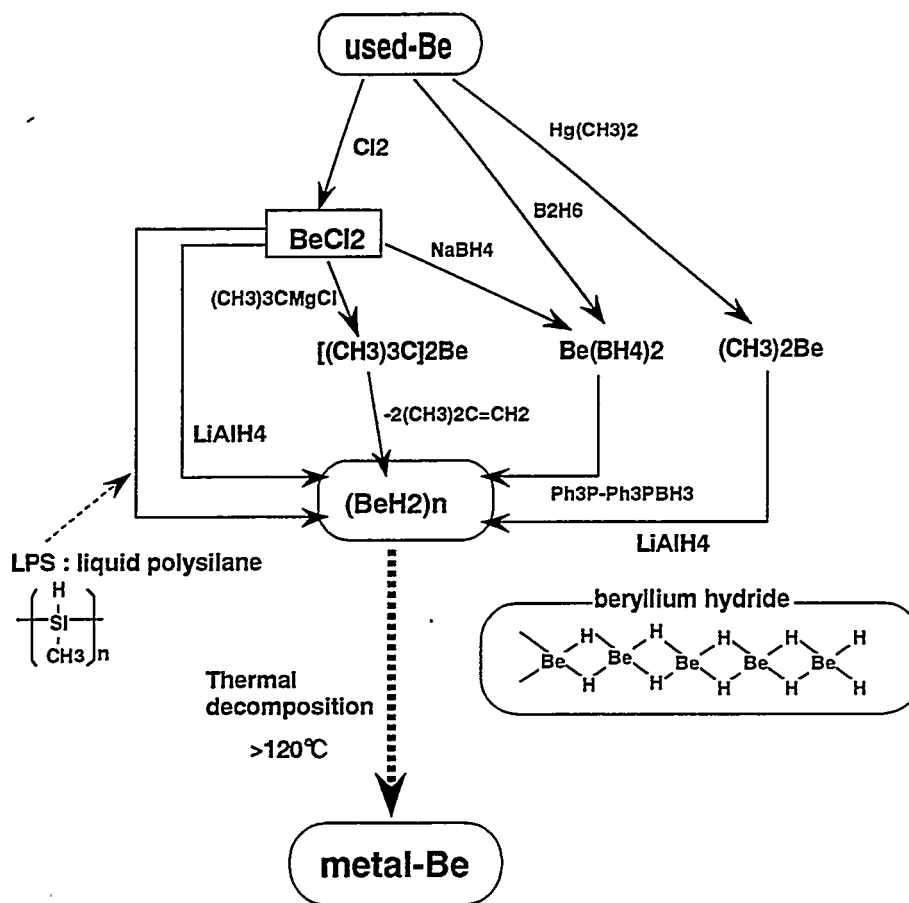 used-Be
Hg(CH3)2
Cl2
B2H6
BeCl2
NaBH4
(CH3)3CMgCl
[((CH3)3C]2Be
Be(BH4)2
(CH3)2Be
-2(CH3)2C=CH2
LiAlH4
(BeH2)n
Ph3P-Ph3PBH3
LiAlH4
LPS : liquid polysilane
H
Si
CH3
n
beryllium hydride
H H H H H
Be Be Be Be Be
H H H H H
Thermal
decomposition
>120℃
metal-Be